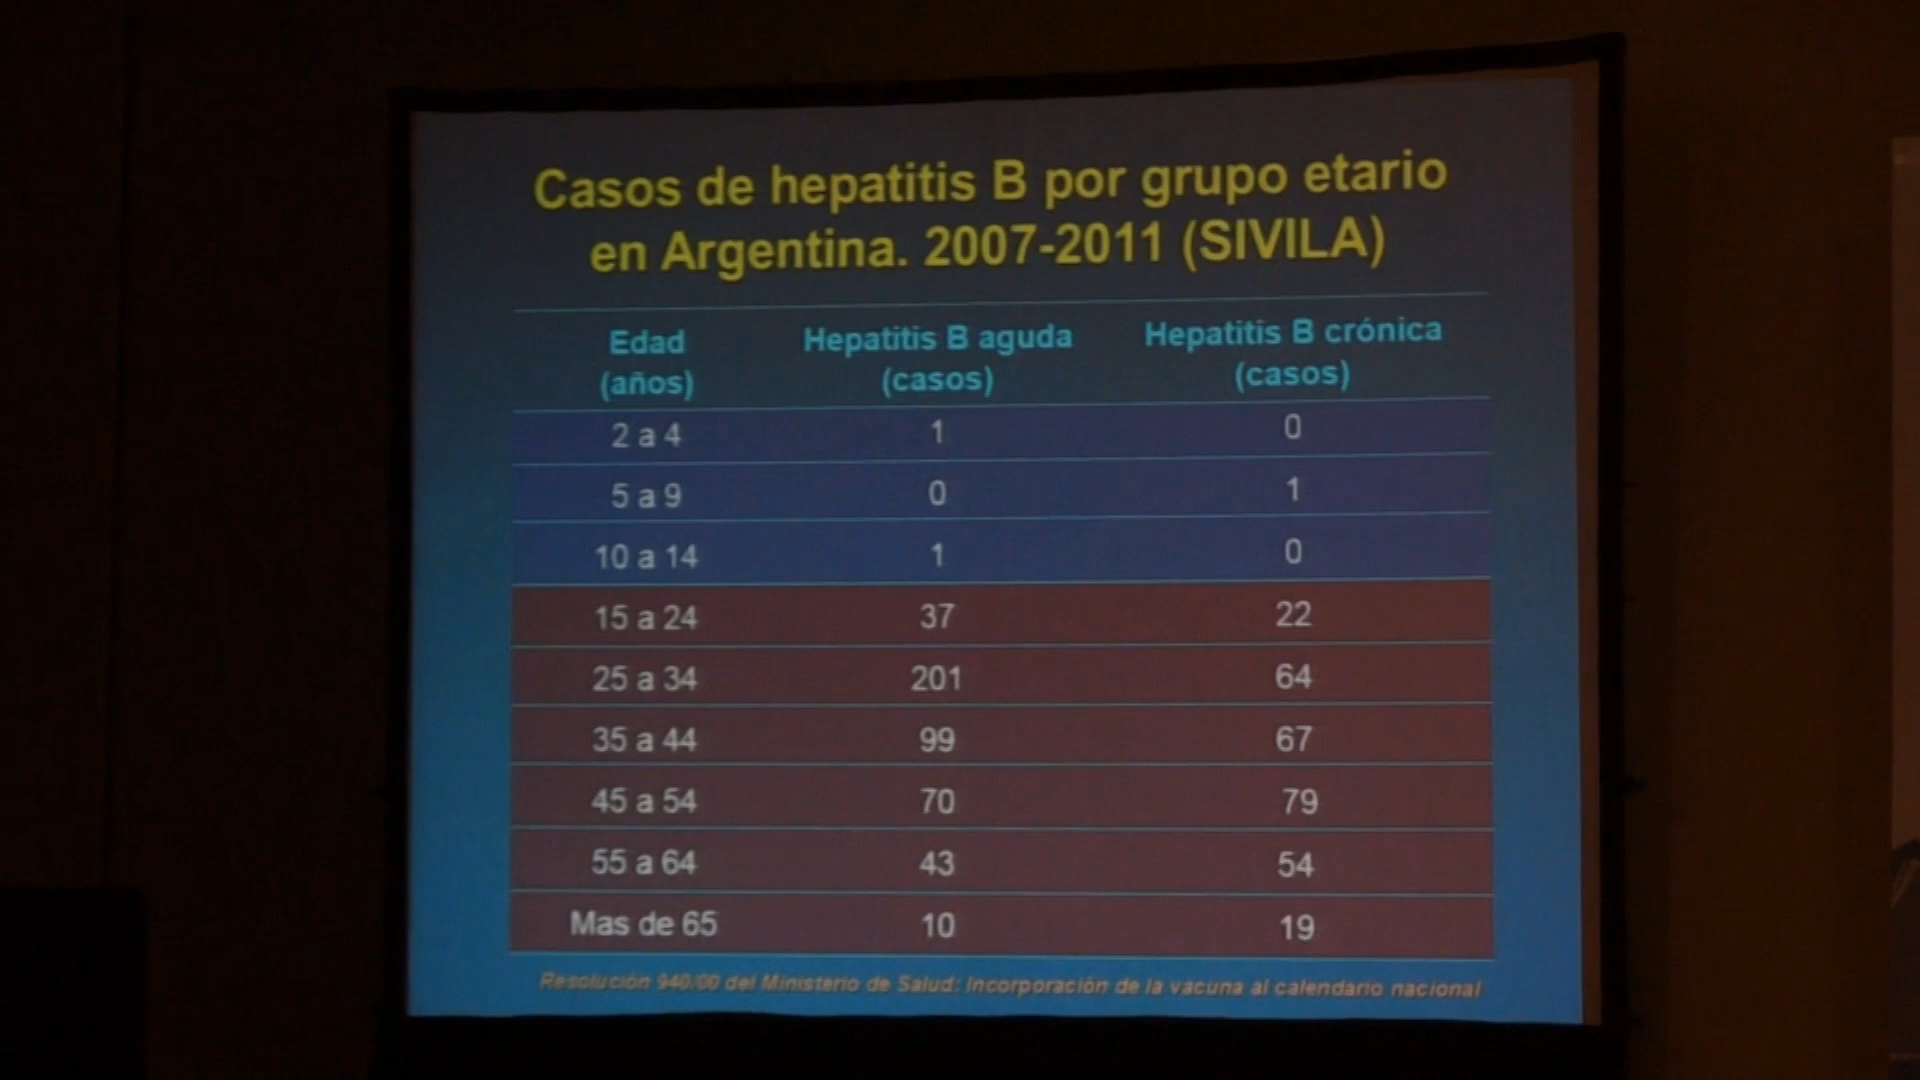 Casos de hepatitis B por grupo etario
en Argentina. 2007-2011 (SIVILA)
Edad Hepatitis B aguda Hepatitis B crónica
(años) (casos) (casos)
2 a 4 1 0
5 a 9 0 1
10 a 14 1 0
15 a 24 37 22
25 a 34 201 64
35 a 44 99 67
45 a 54 70 79
55 a 64 43 54
Mas de 65 10 19
Resolución 940/00 del Ministerio de Salud: Incorporación de la vacuna al calendario nacional